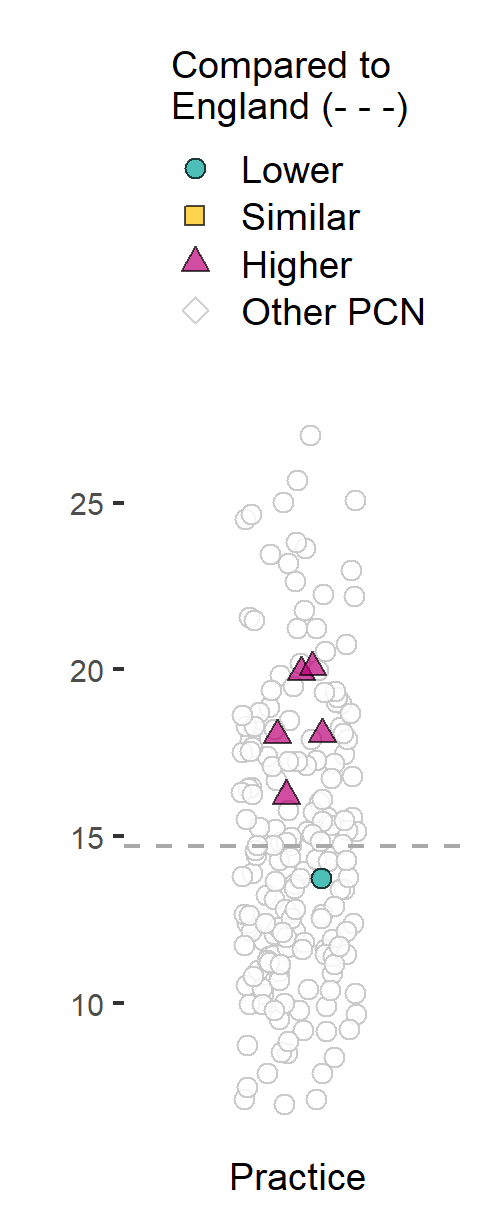 Compared to
England (- - -)
Lower
Similar
Higher
Other PCN
25
20
15
10
Practice